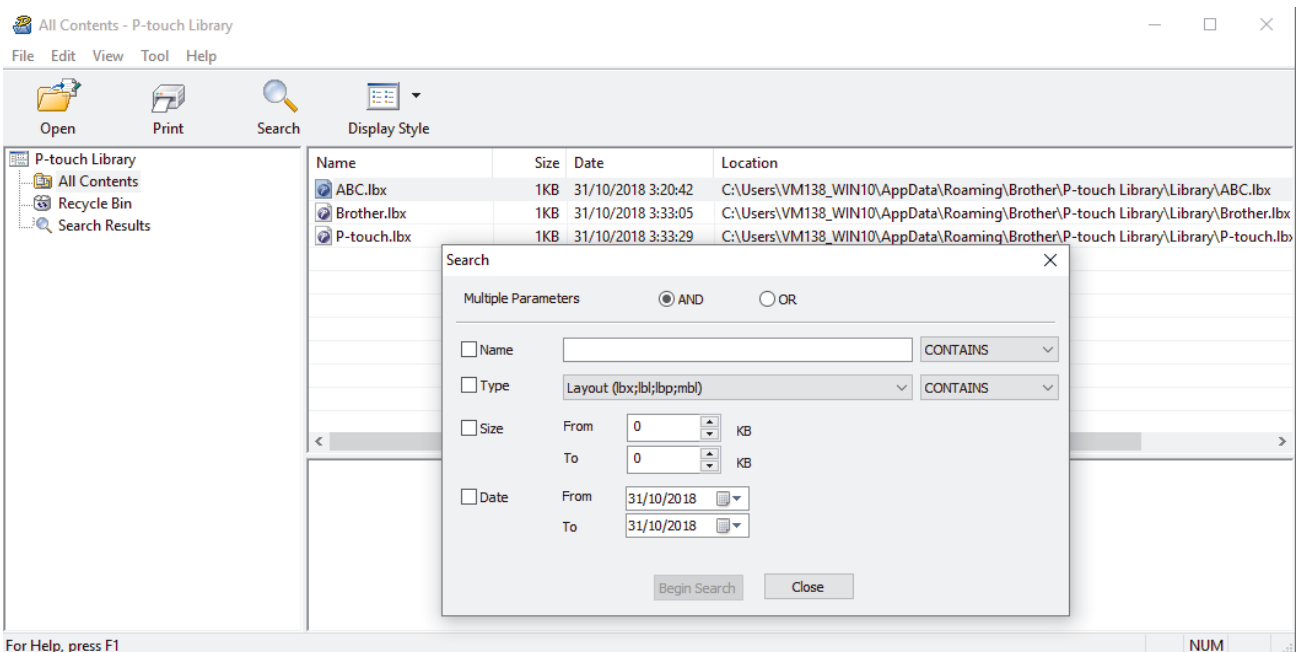 All Contents - P-touch Library
File Edit View Tool Help
Open Print Search Display Style
P-touch Library
All Contents
Recycle Bin
Search Results
Name Size Date Location
ABC.lbx 1KB 31/10/2018 3:20:42 C:\Users\VM138_WIN10\AppData\Roaming\Brother\P-touch Library\Library\ABC.lbx
Brother.lbx 1KB 31/10/2018 3:33:05 C:\Users\VM138_WIN10\AppData\Roaming\Brother\P-touch Library\Library\Brother.lbx
P-touch.lbx 1KB 31/10/2018 3:33:29 C:\Users\VM138_WIN10\AppData\Roaming\Brother\P-touch Library\Library\P-touch.lbx
Search
Multiple Parameters AND OR
Name CONTAINS
Type Layout (lbx;lbl;lbp;mbl) CONTAINS
Size From 0 KB
To 0 KB
Date From 31/10/2018
To 31/10/2018
Begin Search Close
For Help, press F1 NUM